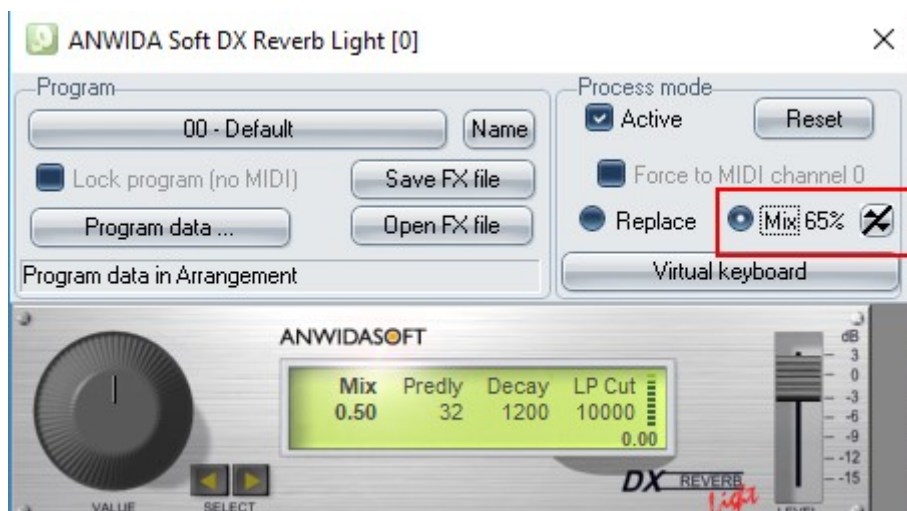 ANWIDA Soft DX Reverb Light [0]
Program
00 - Default
Name
Lock program (no MIDI)
Save FX file
Program data ...
Open FX file
Program data in Arrangement
Process mode
Active
Reset
Force to MIDI channel 0
Replace
Mix 65%
Virtual keyboard
ANWIDASOFT
Mix Predly Decay LP Cut
0.50 32 1200 10000
0.00
VALUE
SELECT
DX REVERB
Light
dB
3
0
-3
-6
-9
-12
-15
LEVEL